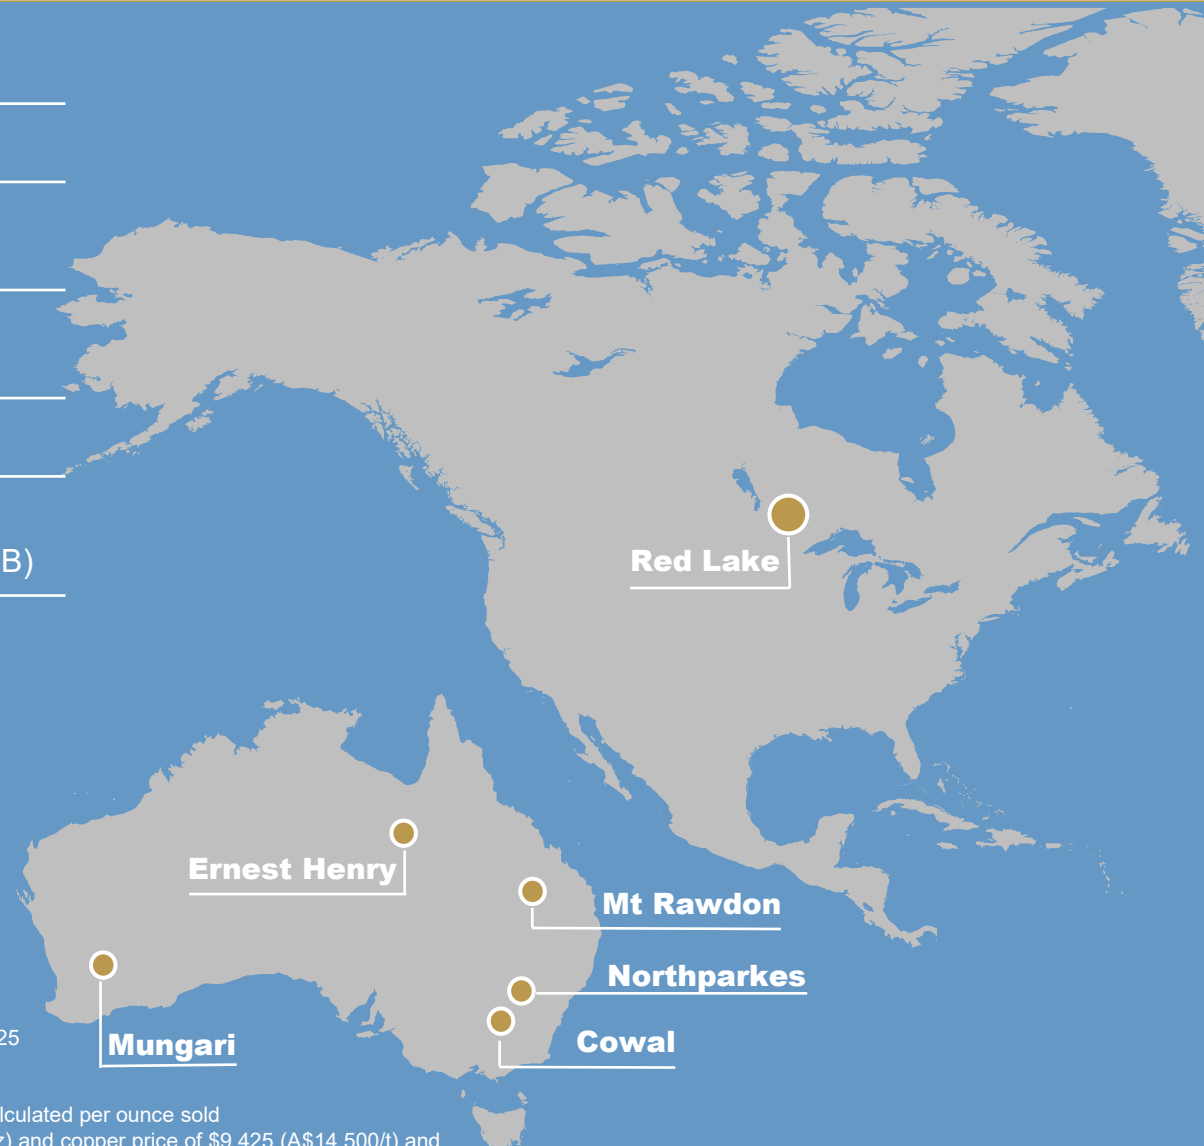 B)
Red Lake
Ernest Henry
Mt Rawdon
Northparkes
Cowal
Mungari
25
lculated per ounce sold
z) and copper price of $9,425 (A$14,500/t) and